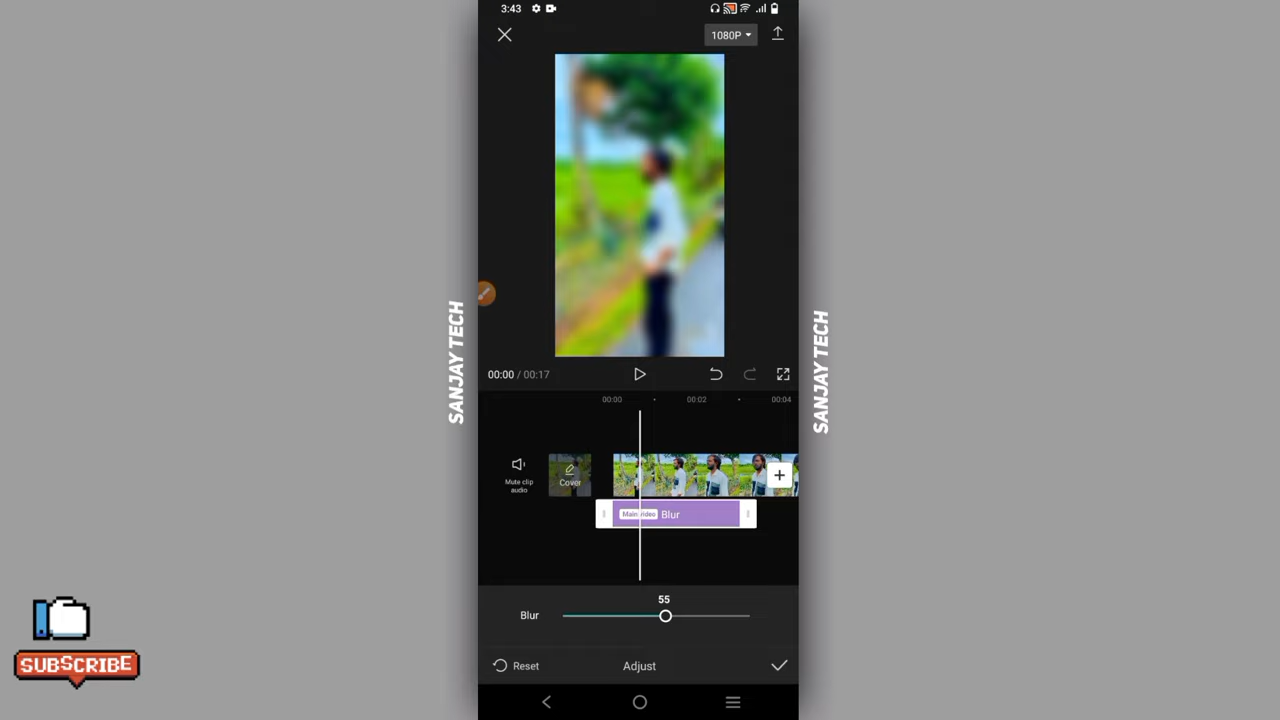 3:43
1080P
00:00 / 00:17
00:00
00:02
00:04
Mute clip
audio
Cover
Main video
Blur
55
Blur
Reset
Adjust
SANJAY TECH
SANJAY TECH
SUBSCRIBE